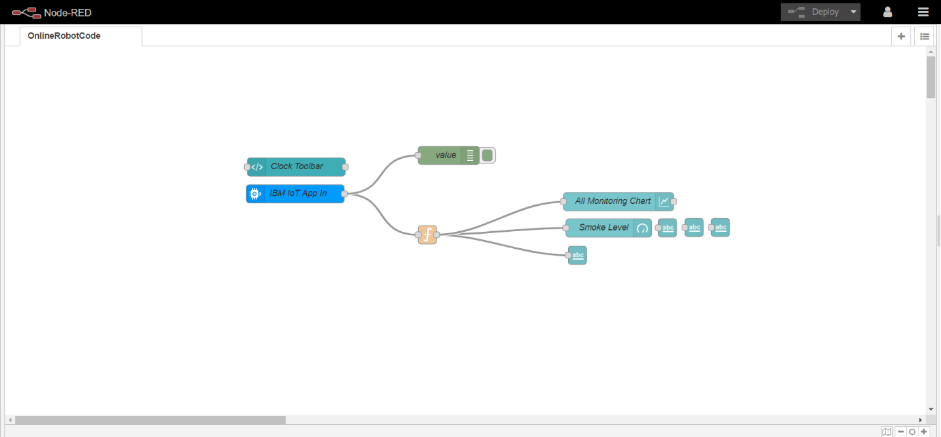 Node-RED
Deploy
OnlineRobotCode
value
Clock Toolbar
IBM IoT App In
All Monitoring Chart
Smoke Level
abc
abc
abc
abc